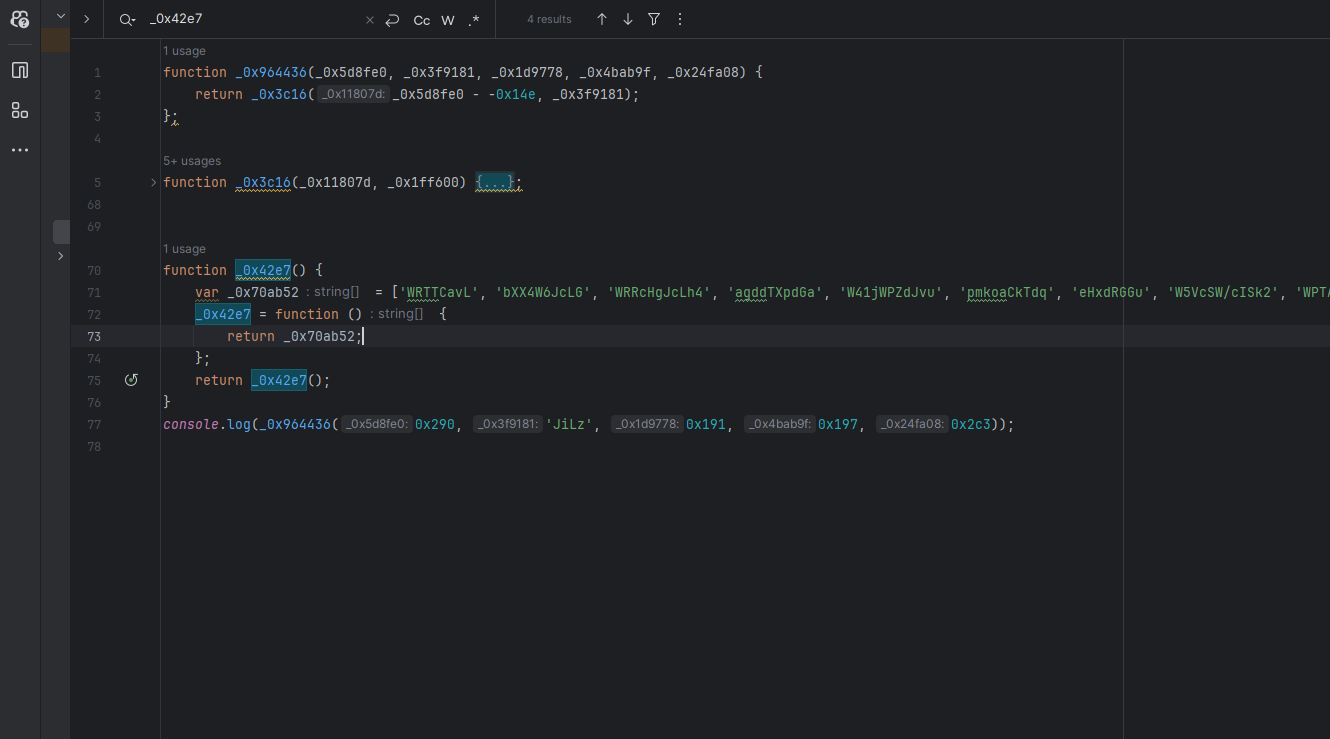 _0x42e7 Cc W .* 4 results
1 usage
1 function _0x964436(_0x5d8fe0, _0x3f9181, _0x1d9778, _0x4bab9f, _0x24fa08) {
2 return _0x3c16( _0x11807d: _0x5d8fe0 - -0x14e, _0x3f9181);
3 };
4
5+ usages
5 function _0x3c16(_0x11807d, _0x1ff600) {...};
68
69
1 usage
70 function _0x42e7() {
71 var _0x70ab52 : string[] = ['WRTTCavL', 'bXX4W6JcLG', 'WRRcHgJcLh4', 'aqddTXpdGa', 'W41jWPZdJvu', 'pmkoaCkTdq', 'eHxdRGGu', 'W5VcSW/cISk2', 'WPTA
72 _0x42e7 = function () : string[] {
73 return _0x70ab52;
74 };
75 return _0x42e7();
76 }
77 console.log(_0x964436( _0x5d8fe0: 0x290, _0x3f9181: 'JiLz', _0x1d9778: 0x191, _0x4bab9f: 0x197, _0x24fa08: 0x2c3));
78